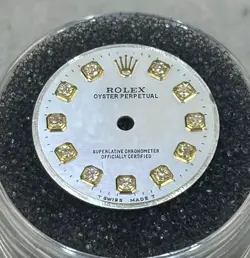 ROLEX
OYSTER PERPETUAL
SUPERLATIVE CHRONOMETER
OFFICIALLY CERTIFIED
T SWISS MADE T